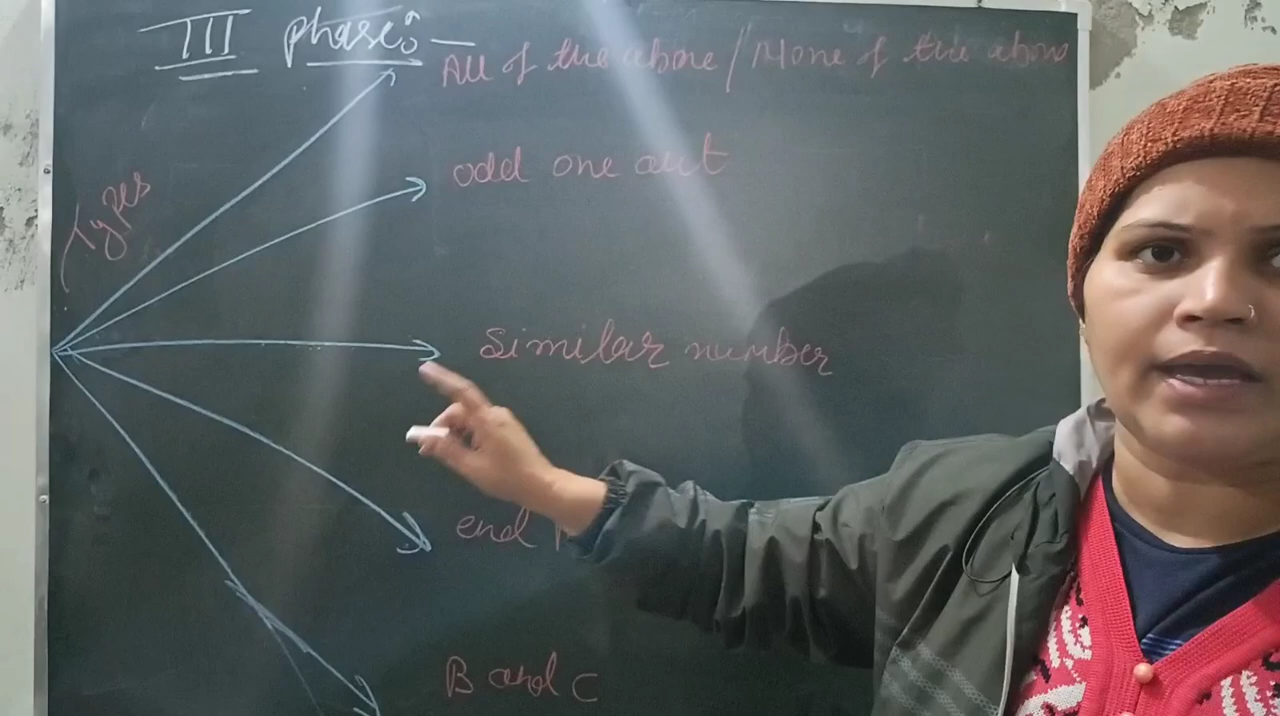 III phase:-
All of the above / None of the above
Types
odd one out
Similar number
end
B and C